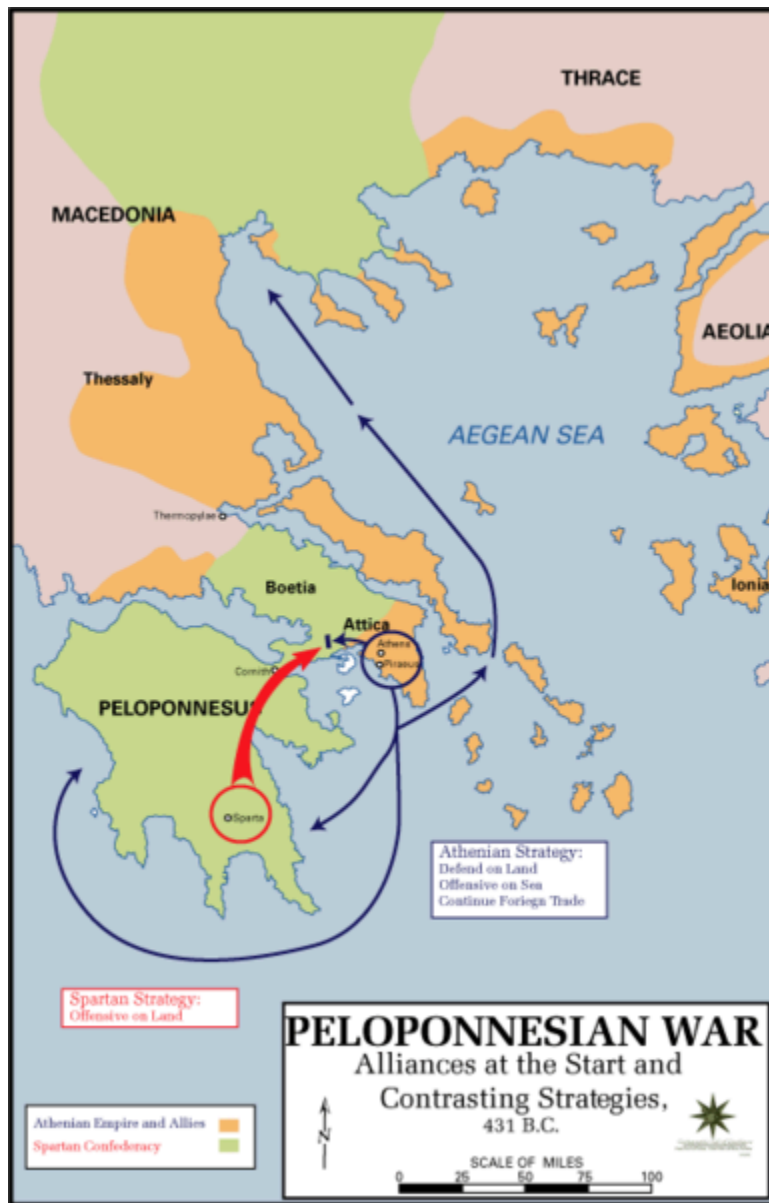 THRACE
MACEDONIA
AEOLIA
Thessaly
AEGEAN SEA
Thermopylae
Boetia
Ionia
Attica
Athens
Piraeus
Cornith
PELOPONNESUS
Sparta
Athenian Strategy:
Defend on Land
Offensive on Sea
Continue Foriegn Trade
Spartan Strategy:
Offensive on Land
PELOPONNESIAN WAR
Alliances at the Start and
Contrasting Strategies,
431 B.C.
N
SCALE OF MILES
0 25 50 75 100
Athenian Empire and Allies
Spartan Confederacy